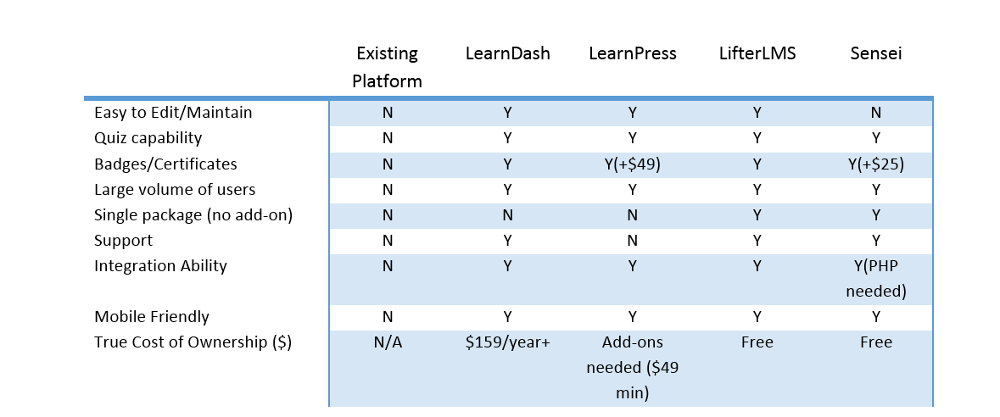 Existing Platform LearnDash LearnPress LifterLMS Sensei
Easy to Edit/Maintain N Y Y Y N
Quiz capability N Y Y Y Y
Badges/Certificates N Y Y(+$49) Y Y(+$25)
Large volume of users N Y Y Y Y
Single package (no add-on) N N N Y Y
Support N Y N Y Y
Integration Ability N Y Y Y Y(PHP needed)
Mobile Friendly N Y Y Y Y
True Cost of Ownership ($) N/A $159/year+ Add-ons needed ($49 min) Free Free